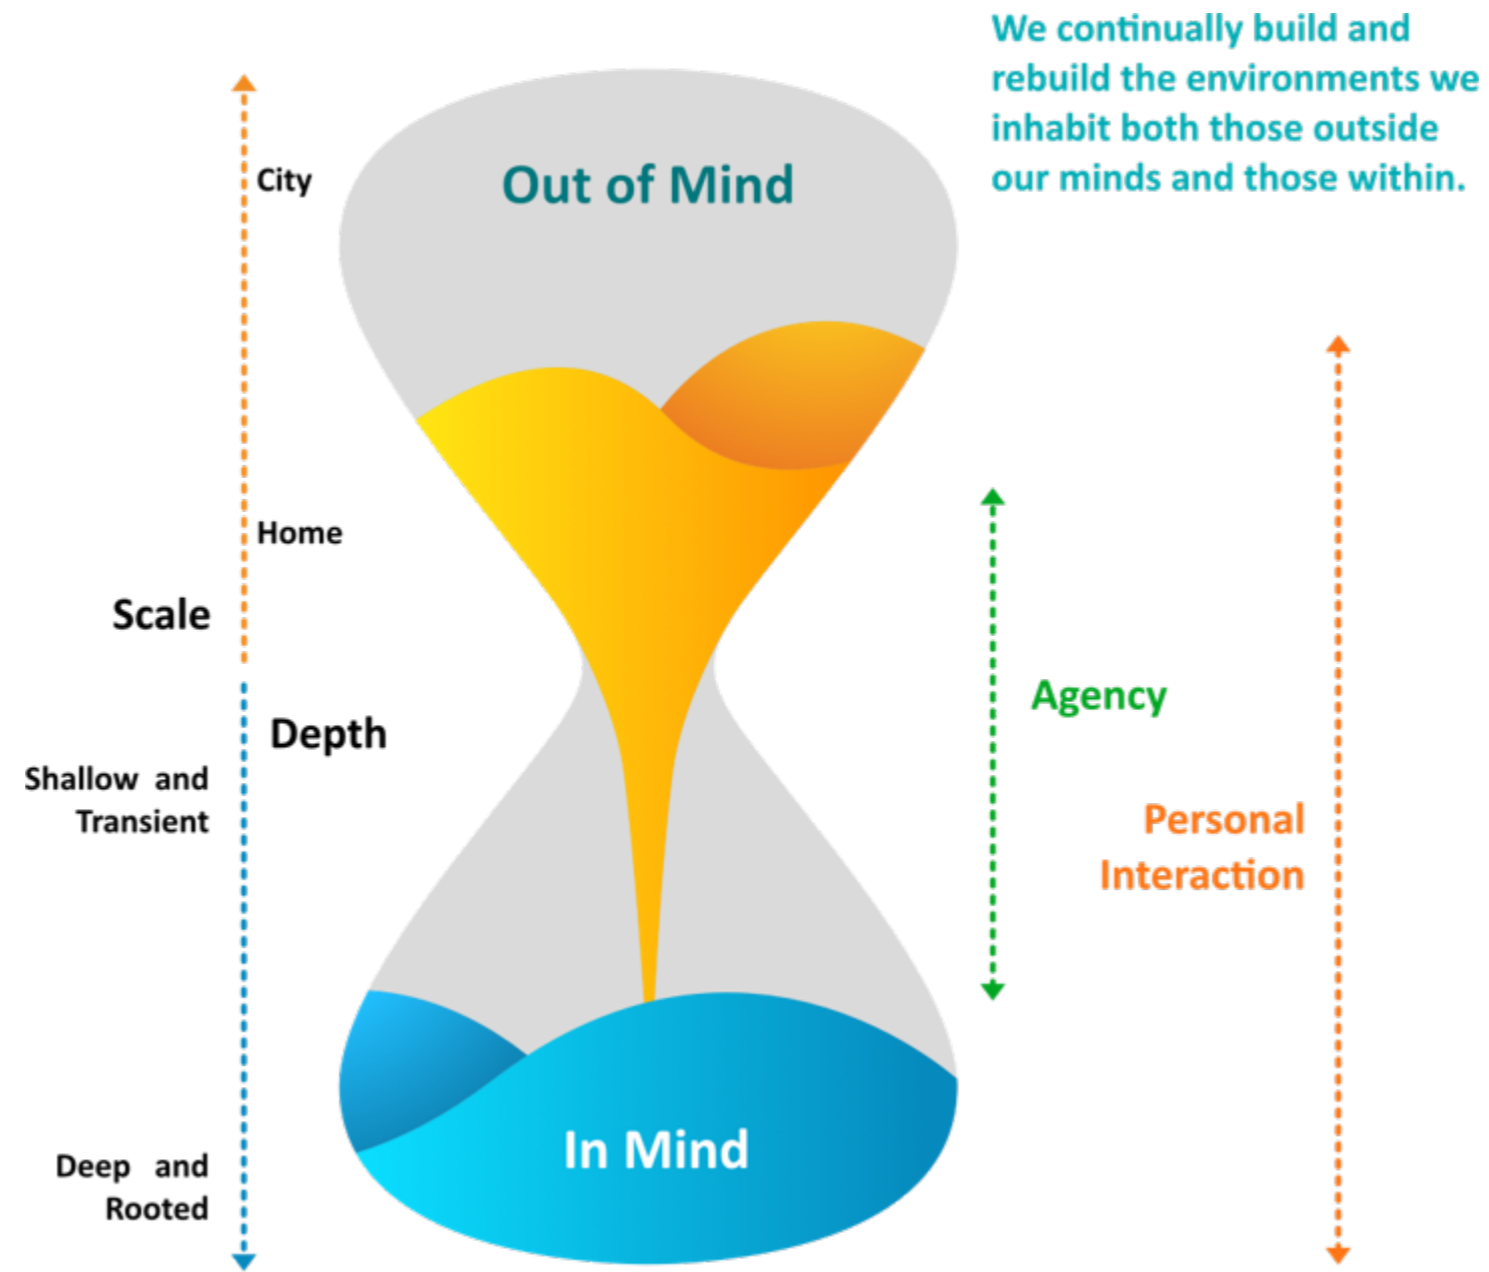 We continually build and
rebuild the environments we
inhabit both those outside
our minds and those within.
City
Out of Mind
Home
Scale
Agency
Depth
Shallow and
Transient
Personal
Interaction
In Mind
Deep and
Rooted